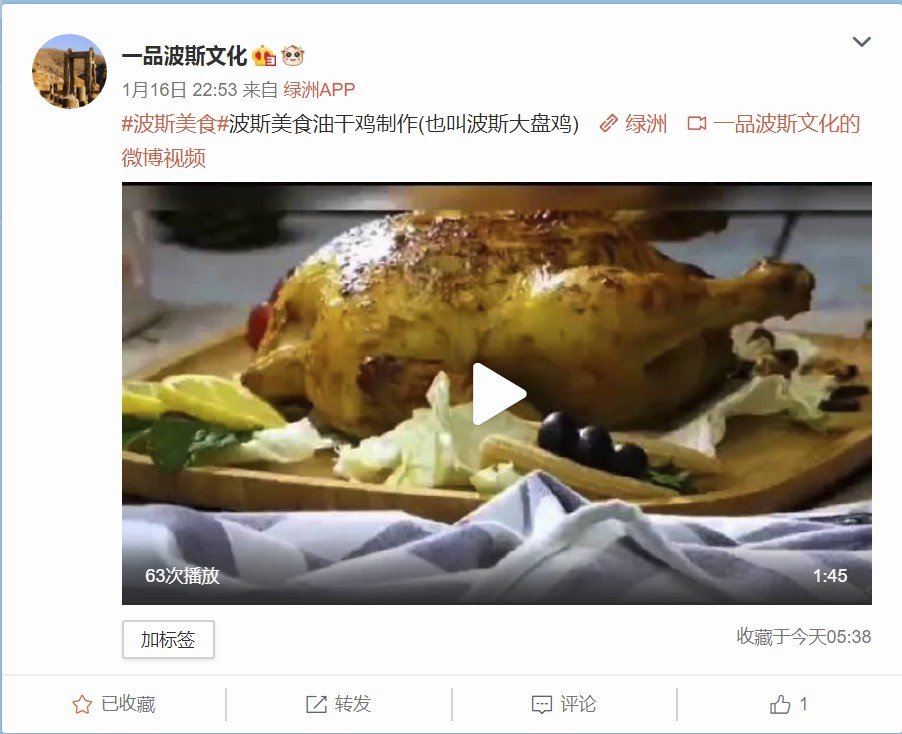 一品波斯文化
1月16日 22:53 来自 绿洲APP
#波斯美食#波斯美食油干鸡制作(也叫波斯大盘鸡) 绿洲 一品波斯文化的
微博视频
63次播放 1:45
加标签 收藏于今天05:38
已收藏 转发 评论 1